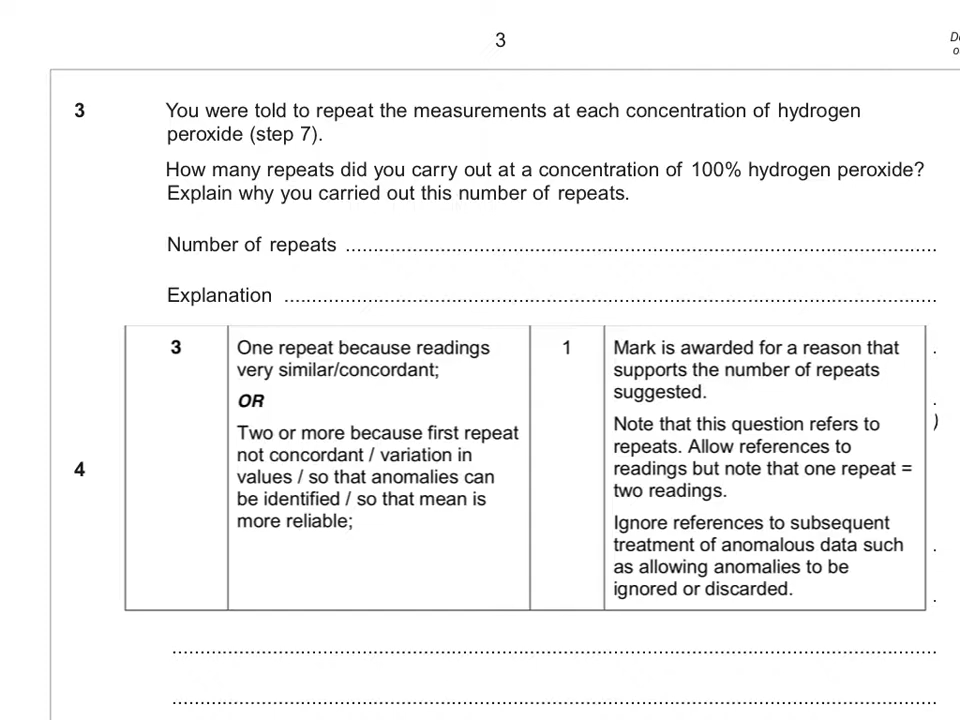 3
3 You were told to repeat the measurements at each concentration of hydrogen
peroxide (step 7).
How many repeats did you carry out at a concentration of 100% hydrogen peroxide?
Explain why you carried out this number of repeats.
Number of repeats ................................................................
Explanation ................................................................
3
One repeat because readings
very similar/concordant;
OR
Two or more because first repeat
not concordant / variation in
values / so that anomalies can
be identified / so that mean is
more reliable;
1
Mark is awarded for a reason that
supports the number of repeats
suggested.
Note that this question refers to
repeats. Allow references to
readings but note that one repeat =
two readings.
Ignore references to subsequent
treatment of anomalous data such
as allowing anomalies to be
ignored or discarded.
)
4
................................................................
................................................................